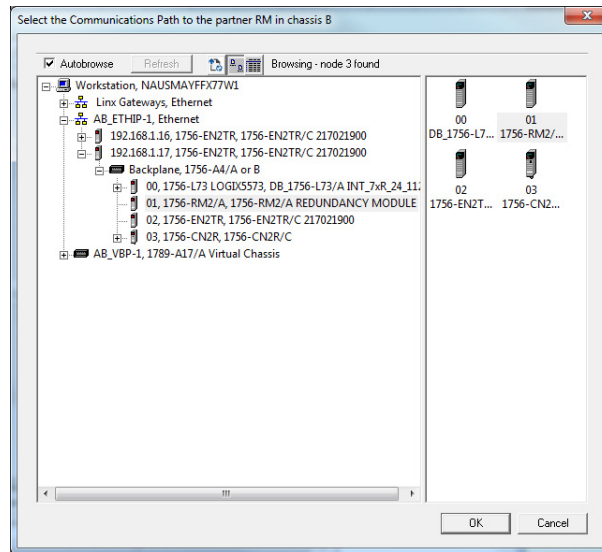 Select the Communications Path to the partner RM in chassis B
Autobrowse
Refresh
Browsing - node 3 found
Workstation, NAUSMAYFFX77W1
Linx Gateways, Ethernet
AB_ETHIP-1, Ethernet
192.168.1.16, 1756-EN2TR, 1756-EN2TR/C 217021900
192.168.1.17, 1756-EN2TR, 1756-EN2TR/C 217021900
Backplane, 1756-A4/A or B
00, 1756-L73 LOGIX5573, DB_1756-L73/A INT_7xR_24_11
01, 1756-RM2/A, 1756-RM2/A REDUNDANCY MODULE
02, 1756-EN2TR, 1756-EN2TR/C 217021900
03, 1756-CN2R, 1756-CN2R/C
AB_VBP-1, 1789-A17/A Virtual Chassis
00 01
DB_1756-L7... 1756-RM2/...
02 03
1756-EN2T... 1756-CN2...
OK Cancel